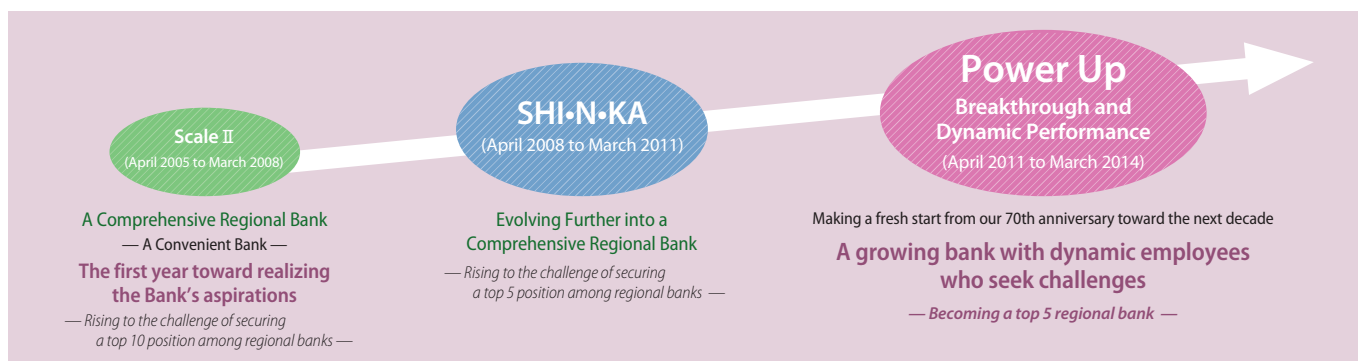 Scale Ⅱ
(April 2005 to March 2008)
A Comprehensive Regional Bank
— A Convenient Bank —
The first year toward realizing
the Bank's aspirations
— Rising to the challenge of securing
a top 10 position among regional banks —
SHI•N•KA
(April 2008 to March 2011)
Evolving Further into a
Comprehensive Regional Bank
— Rising to the challenge of securing
a top 5 position among regional banks —
Power Up
Breakthrough and
Dynamic Performance
(April 2011 to March 2014)
Making a fresh start from our 70th anniversary toward the next decade
A growing bank with dynamic employees
who seek challenges
— Becoming a top 5 regional bank —